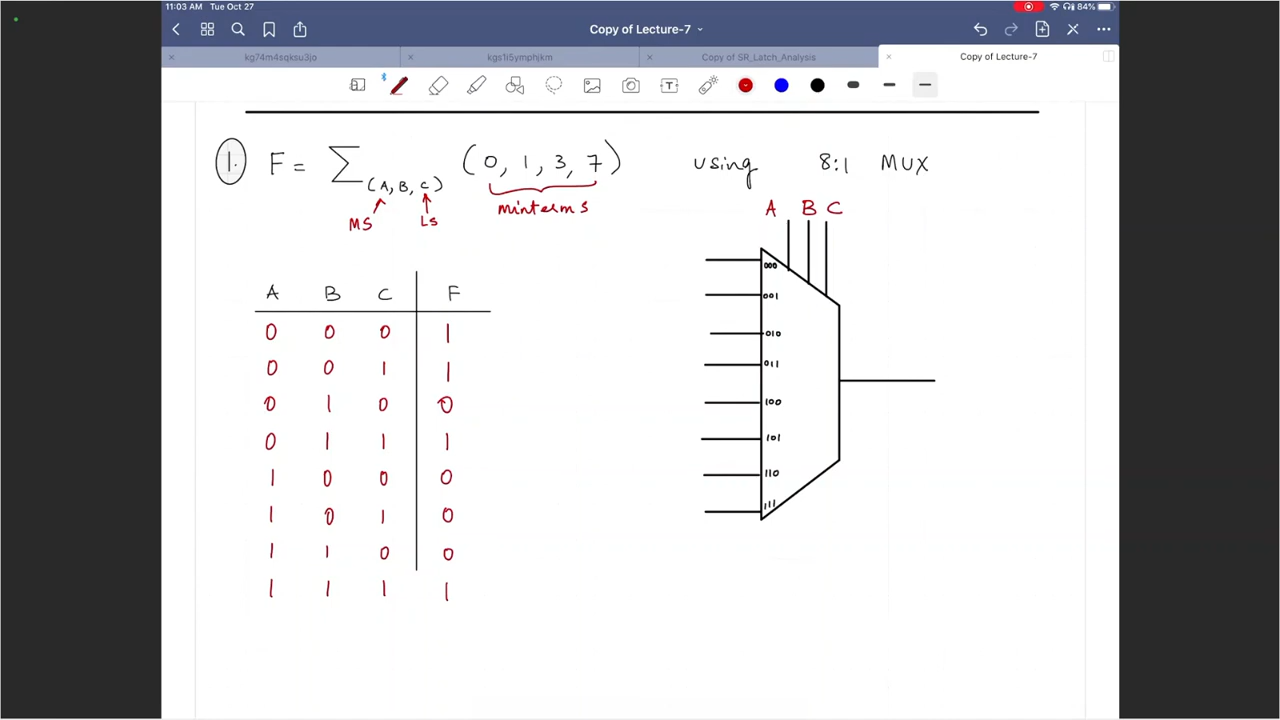 11:03 AM Tue Oct 27
84%
Copy of Lecture-7
kg74m4sqksu3jo
kgs1i5ymphjkm
Copy of SR_Latch_Analysis
Copy of Lecture-7
1. F = ∑(A, B, C) (0, 1, 3, 7) using 8:1 MUX
MS LS minterms
A B C
A B C F
0 0 0 1
0 0 1 1
0 1 0 0
0 1 1 1
1 0 0 0
1 0 1 0
1 1 0 0
1 1 1 1
000
001
010
011
100
101
110
111